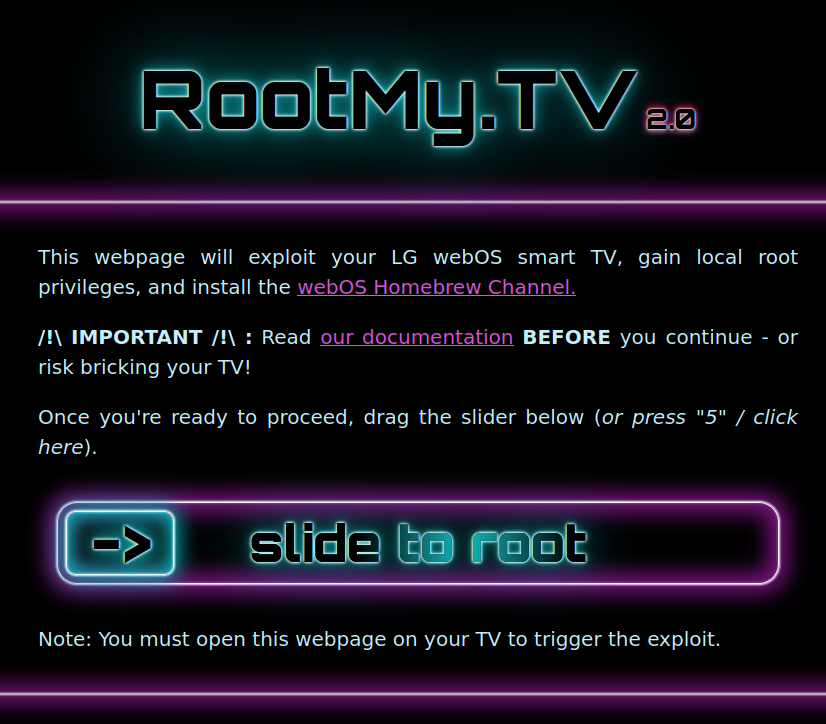 RootMy.TV 2.0
This webpage will exploit your LG webOS smart TV, gain local root
privileges, and install the webOS Homebrew Channel.
/!\ IMPORTANT /!\ : Read our documentation BEFORE you continue - or
risk bricking your TV!
Once you're ready to proceed, drag the slider below (or press "5" / click
here).
-> slide to root
Note: You must open this webpage on your TV to trigger the exploit.